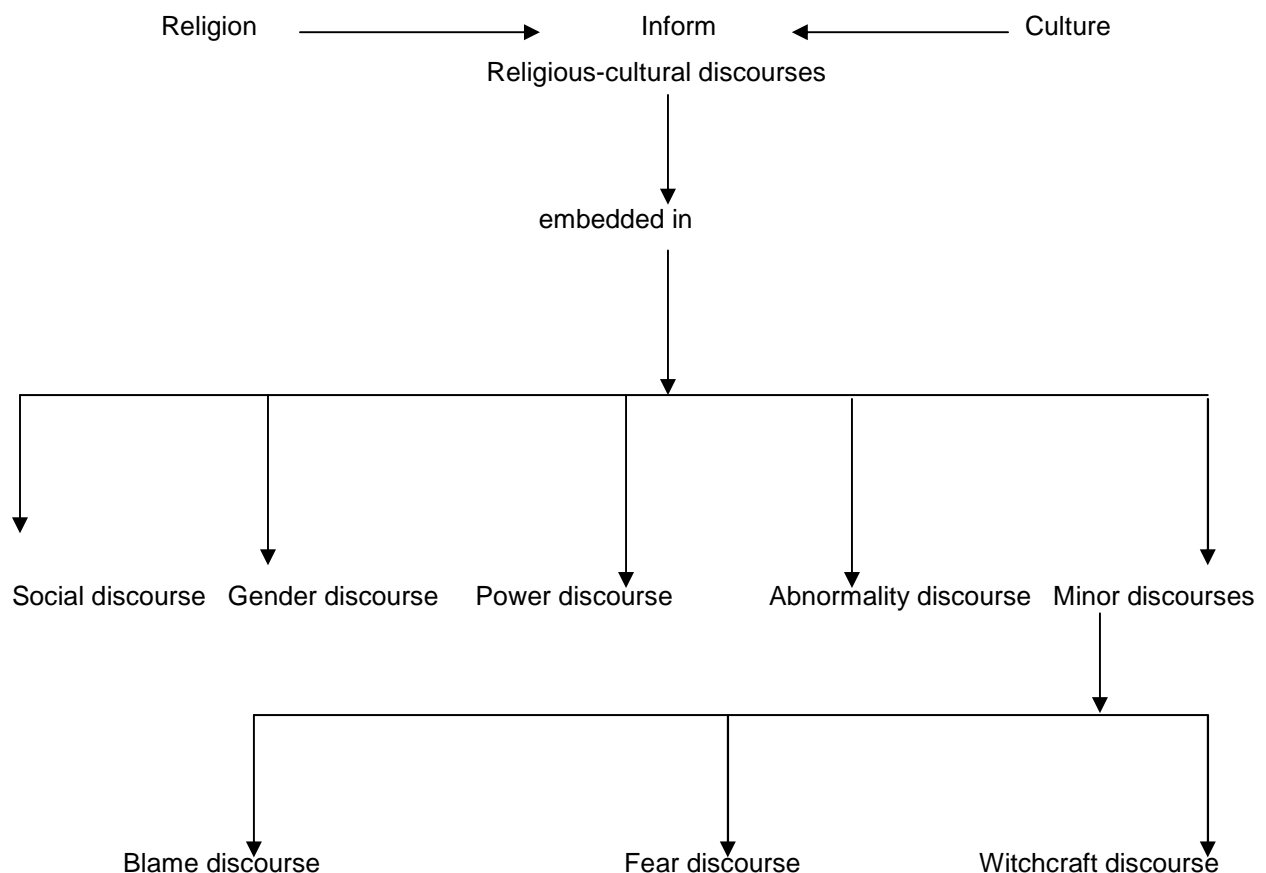 Religion Inform Culture
Religious-cultural discourses
embedded in
Social discourse Gender discourse Power discourse Abnormality discourse Minor discourses
Blame discourse Fear discourse Witchcraft discourse